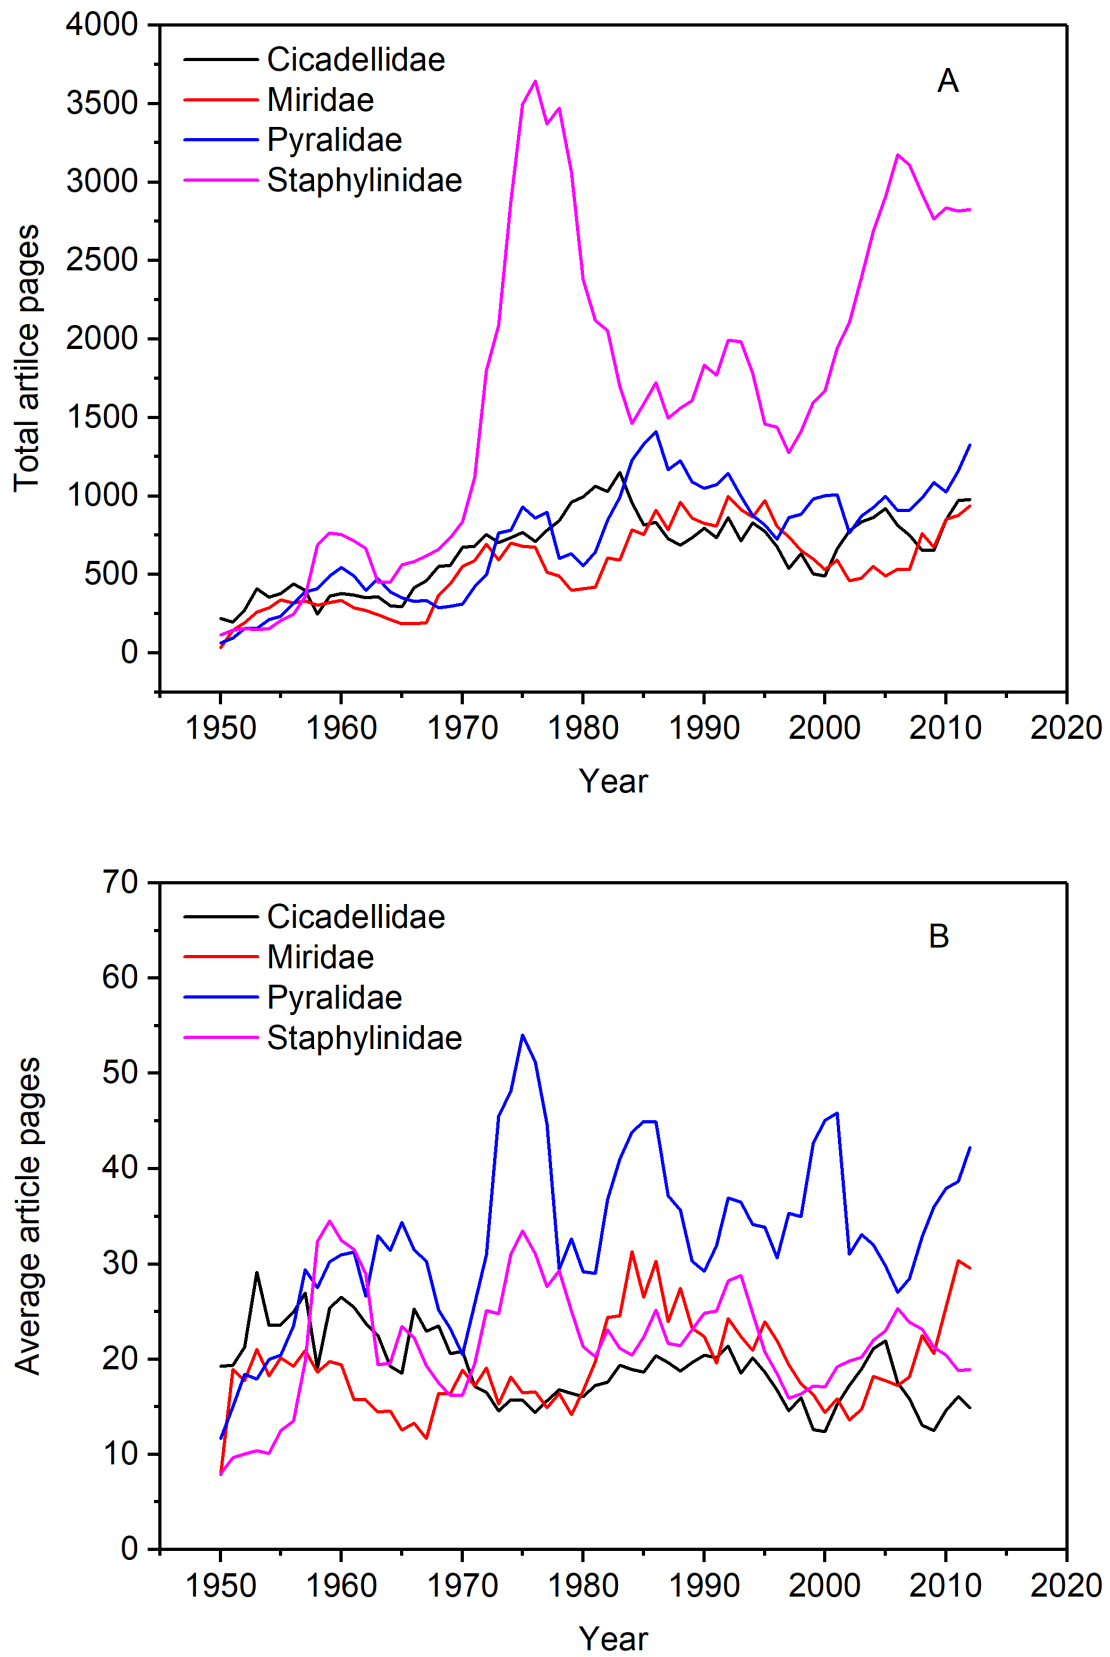 4000
3500
3000
2500
2000
1500
1000
500
0
Total artilce pages
Cicadellidae
Miridae
Pyralidae
Staphylinidae
A
1950 1960 1970 1980 1990 2000 2010 2020
Year
70
60
50
40
30
20
10
0
Average article pages
Cicadellidae
Miridae
Pyralidae
Staphylinidae
B
1950 1960 1970 1980 1990 2000 2010 2020
Year